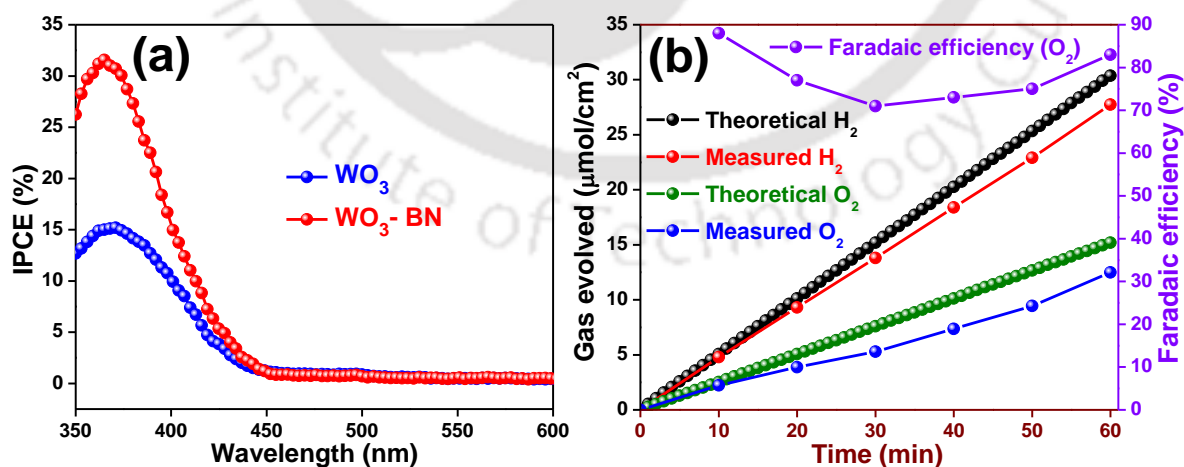 (a)
WO3
WO3- BN
IPCE (%)
35
30
25
20
15
10
5
0
350 400 450 500 550 600
Wavelength (nm)
(b)
Faradaic efficiency (O2)
Theoretical H2
Measured H2
Theoretical O2
Measured O2
Gas evolved (μmol/cm2)
35
30
25
20
15
10
5
0
0 10 20 30 40 50 60
Time (min)
90
80
70
60
50
40
30
20
10
0
Faradaic efficiency (%)
Institute of Technology